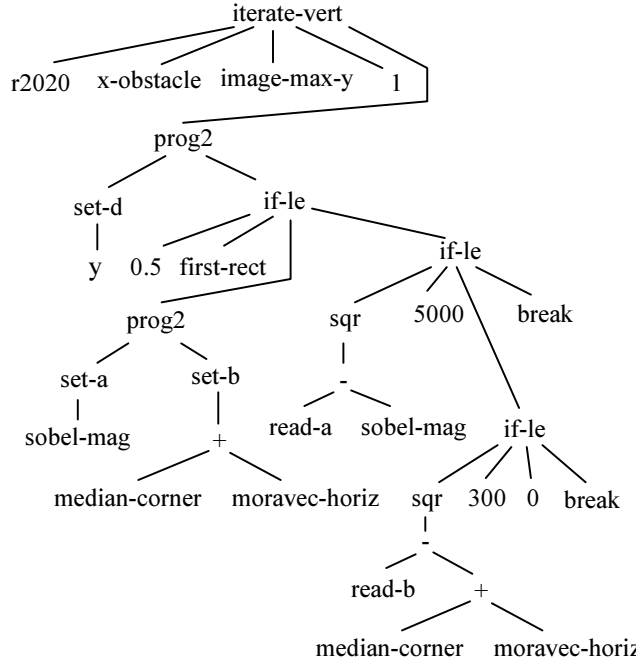 iterate-vert
r2020 x-obstacle image-max-y 1
prog2
set-d if-le
y 0.5 first-rect if-le
prog2 sqr 5000 break
set-a set-b -
sobel-mag + read-a sobel-mag if-le
median-corner moravec-horiz sqr 300 0 break
-
read-b +
median-corner moravec-horiz